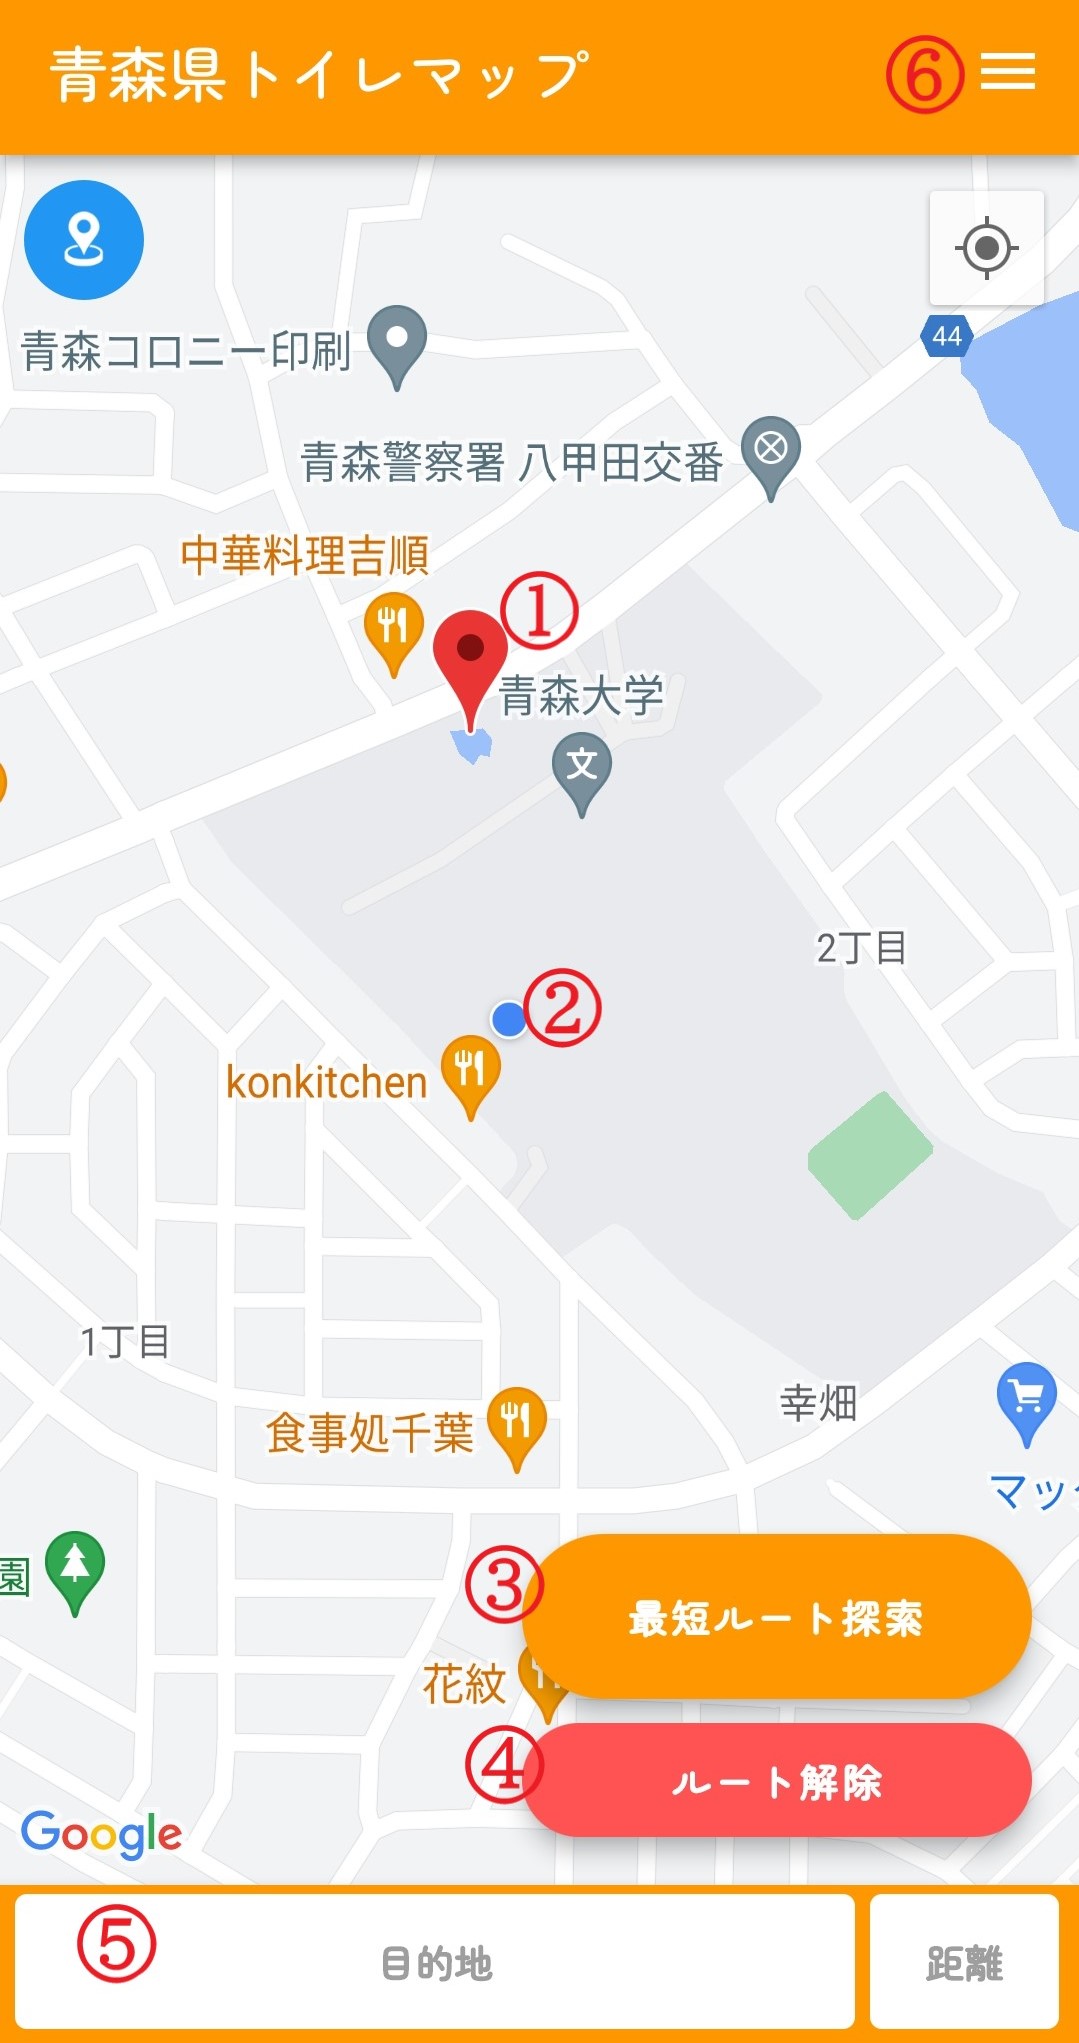 青森県トイレマップ
⑥
44
青森コロニー印刷
青森警察署 八甲田交番
中華料理吉順
①
青森大学
文
2丁目
②
konkitchen
1丁目
幸畑
食事処千葉
マック
園
③
最短ルート探索
花紋
④
ルート解除
Google
⑤
目的地
距離